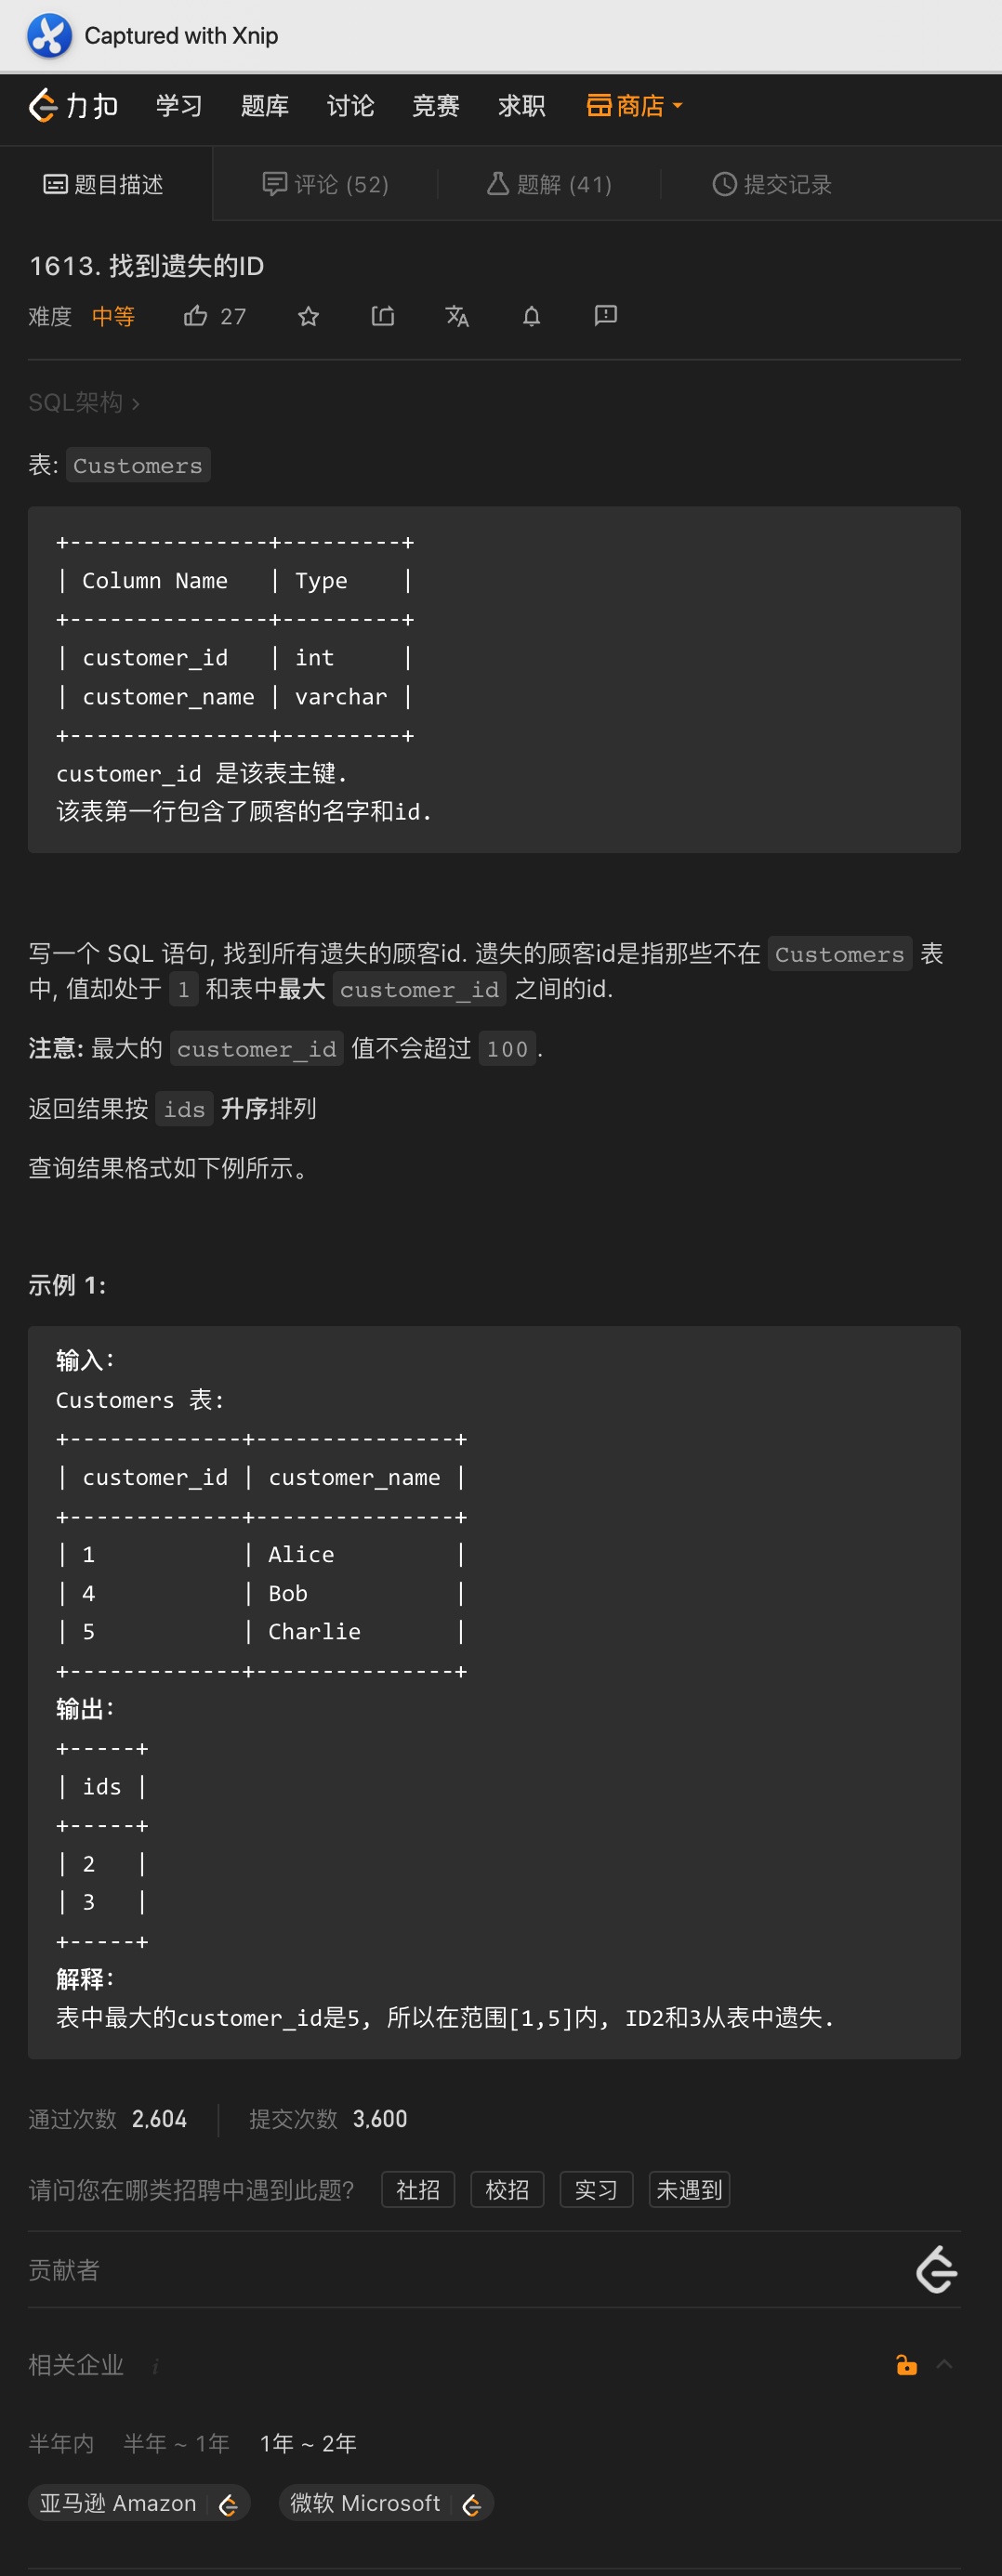 Captured with Xnip
力扣 学习 题库 讨论 竞赛 求职 商店
题目描述 评论 (52) 题解 (41) 提交记录
1613. 找到遗失的ID
难度 中等 27
SQL架构 >
表: Customers
+---------------+---------+
| Column Name   | Type    |
+---------------+---------+
| customer_id   | int     |
| customer_name | varchar |
+---------------+---------+
customer_id 是该表主键.
该表第一行包含了顾客的名字和id.
写一个 SQL 语句, 找到所有遗失的顾客id. 遗失的顾客id是指那些不在 Customers 表
中, 值却处于 1 和表中最大 customer_id 之间的id.
注意: 最大的 customer_id 值不会超过 100.
返回结果按 ids 升序排列
查询结果格式如下例所示。
示例 1:
输入:
Customers 表:
+-------------+---------------+
| customer_id | customer_name |
+-------------+---------------+
| 1           | Alice         |
| 4           | Bob           |
| 5           | Charlie       |
+-------------+---------------+
输出:
+-----+
| ids |
+-----+
| 2   |
| 3   |
+-----+
解释:
表中最大的customer_id是5, 所以在范围[1,5]内, ID2和3从表中遗失.
通过次数 2,604 提交次数 3,600
请问您在哪类招聘中遇到此题? 社招 校招 实习 未遇到
贡献者
相关企业 i
半年内 半年 ~ 1年 1年 ~ 2年
亚马逊 Amazon 微软 Microsoft